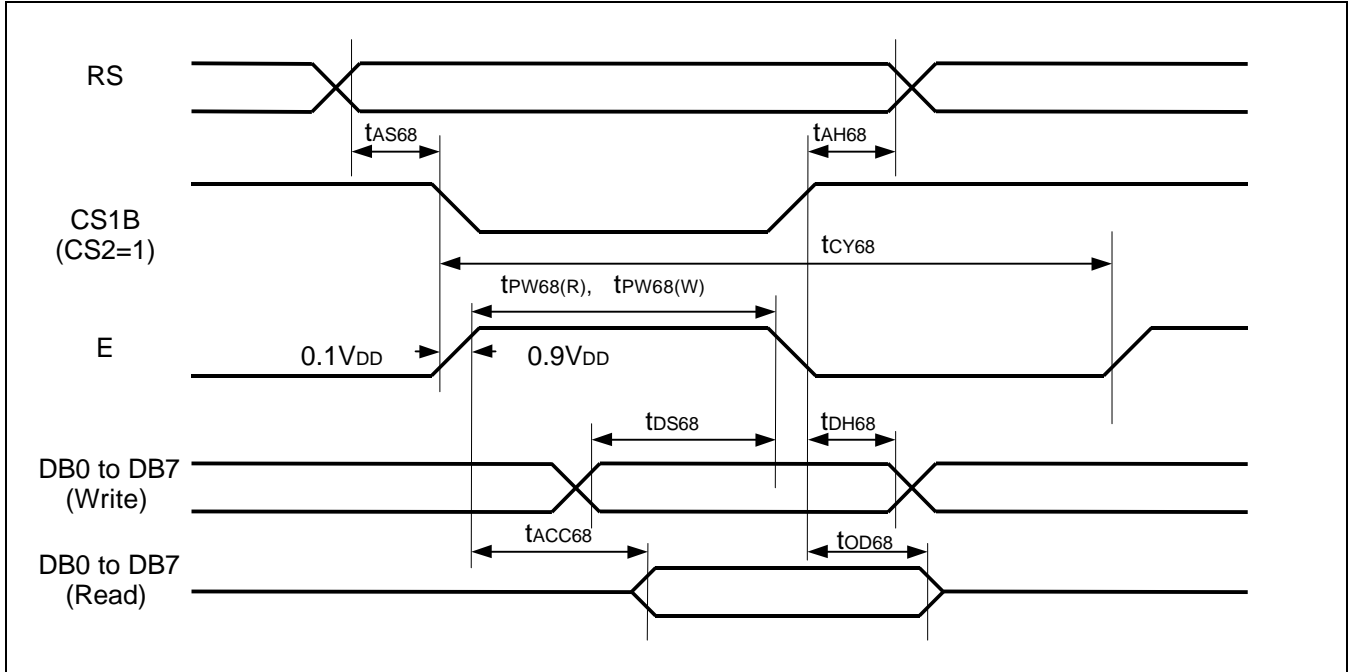 RS
tAS68 tAH68
CS1B
(CS2=1)
tCY68
tPW68(R), tPW68(W)
E
0.1VDD 0.9VDD
tDS68 tDH68
DB0 to DB7
(Write)
tACC68 tOD68
DB0 to DB7
(Read)